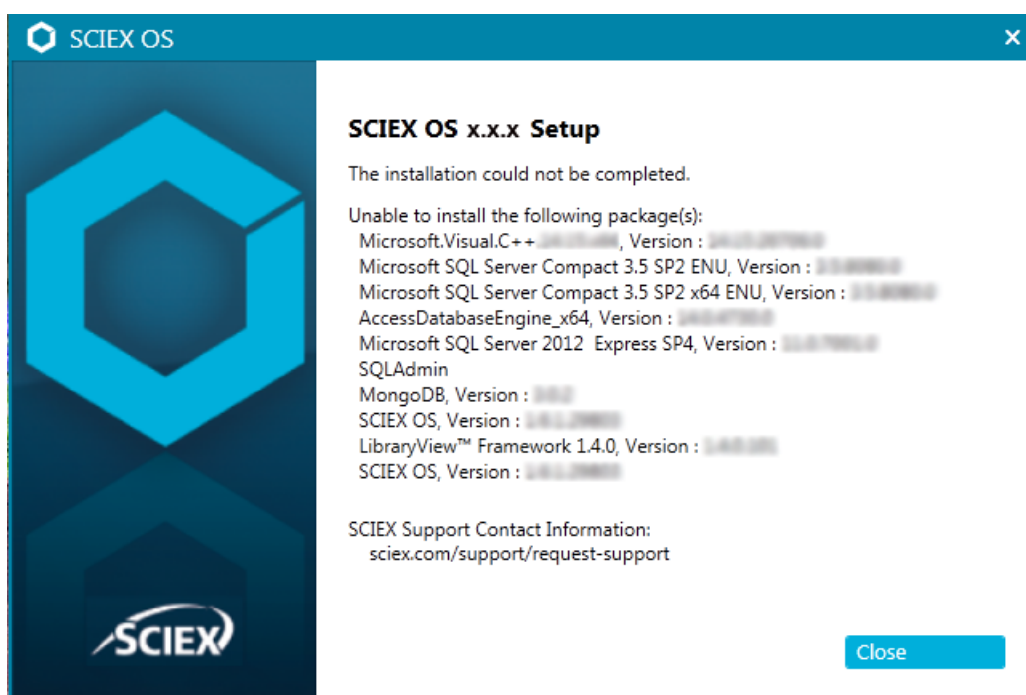 SCIEX OS
SCIEX OS x.x.x Setup
The installation could not be completed.
Unable to install the following package(s):
Microsoft.Visual.C++ , Version :
Microsoft SQL Server Compact 3.5 SP2 ENU, Version :
Microsoft SQL Server Compact 3.5 SP2 x64 ENU, Version :
AccessDatabaseEngine_x64, Version :
Microsoft SQL Server 2012 Express SP4, Version :
SQLAdmin
MongoDB, Version :
SCIEX OS, Version :
LibraryView™ Framework 1.4.0, Version :
SCIEX OS, Version :
SCIEX Support Contact Information:
sciex.com/support/request-support
SCIEX
Close